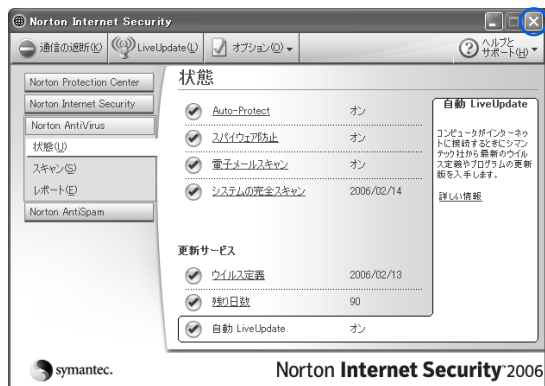 Norton Internet Security
通信の遮断(K) LiveUpdate(L) オプション(O) ヘルプとサポート(H)
Norton Protection Center
Norton Internet Security
Norton AntiVirus
状態(U)
スキャン(S)
レポート(E)
Norton AntiSpam
状態
Auto-Protect オン
スパイウェア防止 オン
電子メールスキャン オン
システムの完全スキャン 2006/02/14
更新サービス
ウイルス定義 2006/02/13
残り日数 90
自動 LiveUpdate オン
自動 LiveUpdate
コンピュータがインターネッ
トに接続するときにシマン
テック社から最新のウイル
ス定義やプログラムの更新
版を入手します。
詳しい情報
symantec.
Norton Internet Security 2006